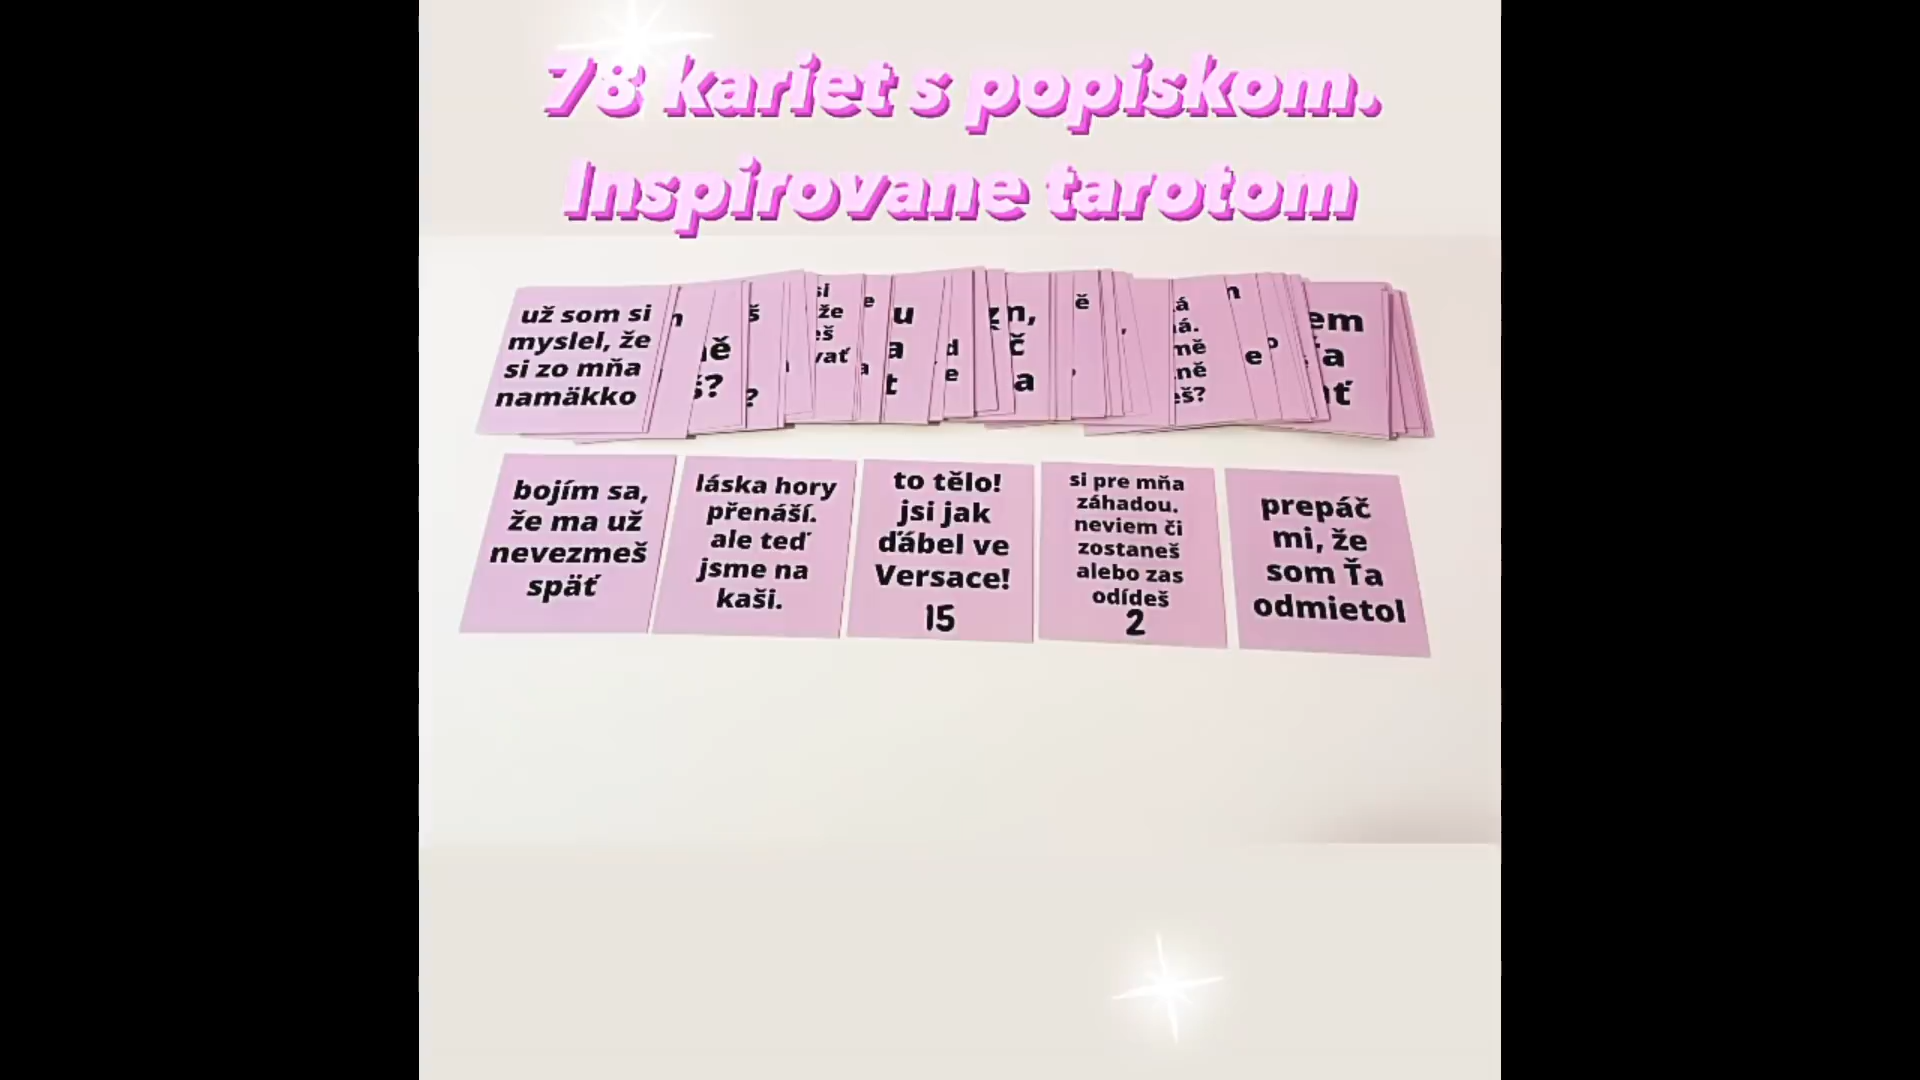 78 kariet s popiskom.
Inspirovane tarotom
už som si
myslel, že
si zo mňa
namäkko
bojím sa,
že ma už
nevezmeš
späť
láska hory
přenáší.
ale teď
jsme na
kaši.
to tělo!
jsi jak
ďábel ve
Versace!
15
si pre mňa
záhadou.
neviem či
zostaneš
alebo zas
odídeš
2
prepáč
mi, že
som Ťa
odmietol